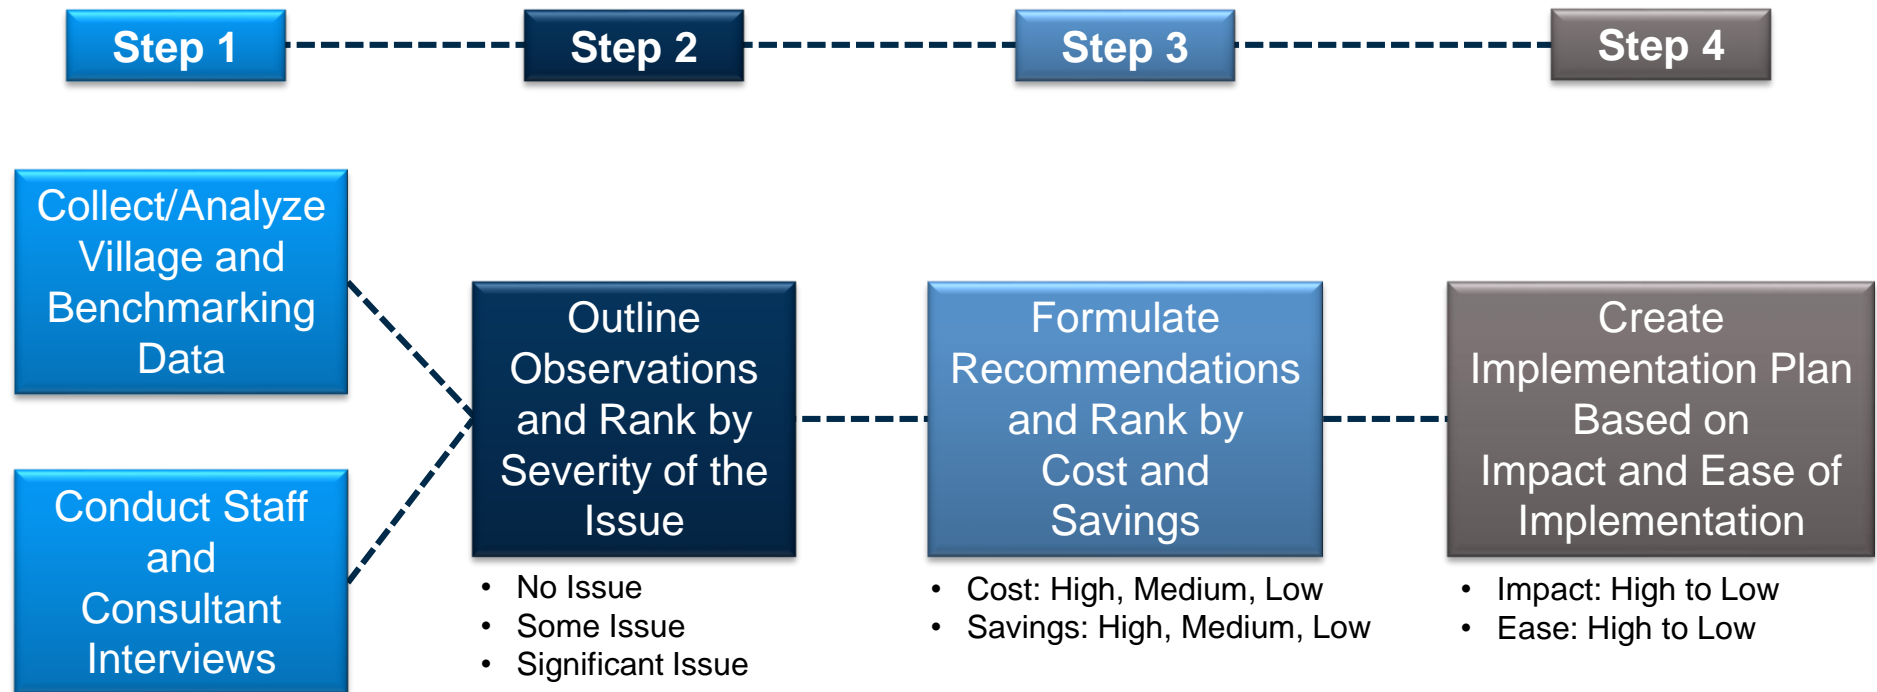 Step 1
Step 2
Step 3
Step 4
Collect/Analyze
Village and
Benchmarking
Data
Conduct Staff
and
Consultant
Interviews
Outline
Observations
and Rank by
Severity of the
Issue
• No Issue
• Some Issue
• Significant Issue
Formulate
Recommendations
and Rank by
Cost and
Savings
• Cost: High, Medium, Low
• Savings: High, Medium, Low
Create
Implementation Plan
Based on
Impact and Ease of
Implementation
• Impact: High to Low
• Ease: High to Low